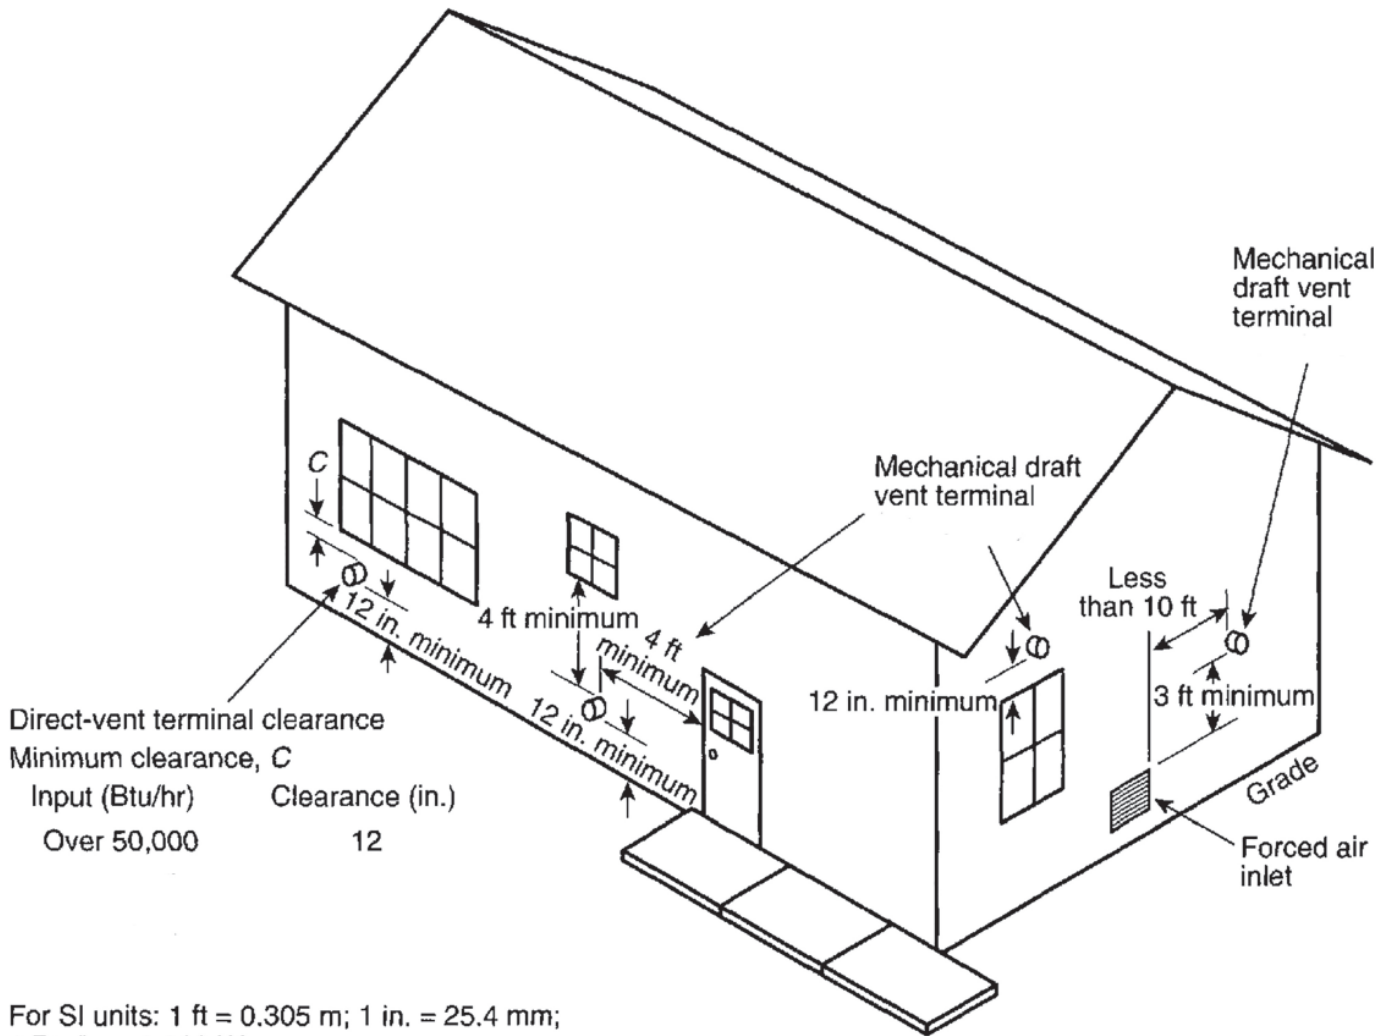 Mechanical
draft vent
terminal
Mechanical draft
vent terminal
C
Less
than 10 ft
12 in. minimum
4 ft minimum
4 ft
minimum
12 in. minimum
12 in. minimum
3 ft minimum
Grade
Forced air
inlet
Direct-vent terminal clearance
Minimum clearance, C
Input (Btu/hr) Clearance (in.)
Over 50,000 12
For SI units: 1 ft = 0.305 m; 1 in. = 25.4 mm;